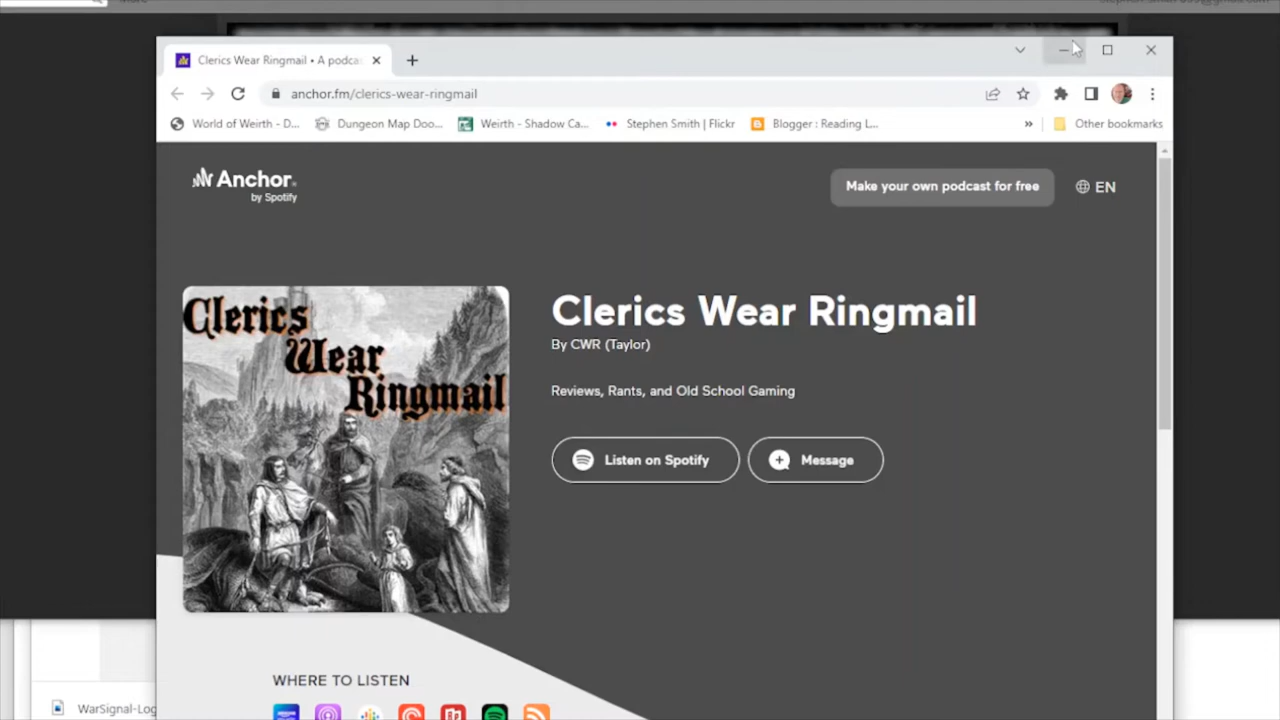 More
Clerics Wear Ringmail • A podca
anchor.fm/clerics-wear-ringmail
World of Weirth - D...
Dungeon Map Doo...
Weirth - Shadow Ca...
Stephen Smith | Flickr
Blogger : Reading L...
»
Other bookmarks
Anchor
by Spotify
Make your own podcast for free
EN
Clerics
Wear
Ringmail
Clerics Wear Ringmail
By CWR (Taylor)
Reviews, Rants, and Old School Gaming
Listen on Spotify
Message
WHERE TO LISTEN
WarSignal-Log